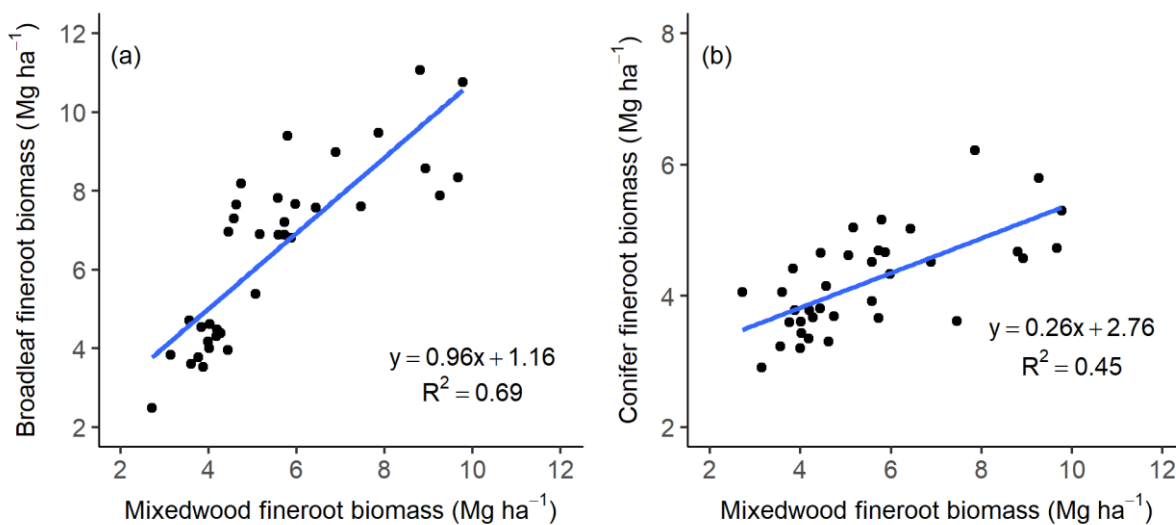 (a)
Broadleaf fineroot biomass (Mg ha⁻¹)
12
10
8
6
4
2
y = 0.96x + 1.16
R² = 0.69
2 4 6 8 10 12
Mixedwood fineroot biomass (Mg ha⁻¹)
(b)
Conifer fineroot biomass (Mg ha⁻¹)
8
6
4
2
y = 0.26x + 2.76
R² = 0.45
2 4 6 8 10 12
Mixedwood fineroot biomass (Mg ha⁻¹)